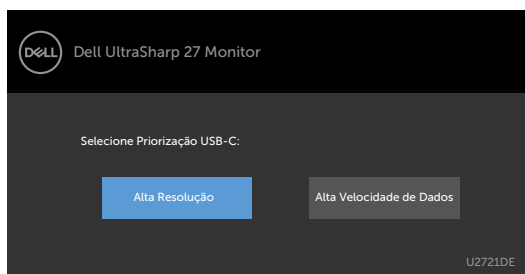 DELL Dell UltraSharp 27 Monitor
Selecione Priorização USB-C:
Alta Resolução Alta Velocidade de Dados
U2721DE